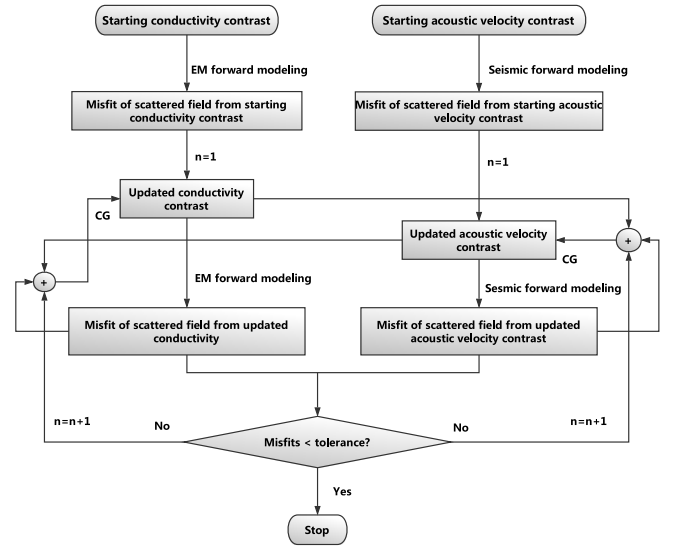 Starting conductivity contrast
Starting acoustic velocity contrast
EM forward modeling
Seismic forward modeling
Misfit of scattered field from starting
conductivity contrast
Misfit of scattered field from starting acoustic
velocity contrast
n=1
n=1
Updated conductivity
contrast
CG
Updated acoustic velocity
contrast
+
CG
+
EM forward modeling
Sesmic forward modeling
Misfit of scattered field from updated
conductivity
Misfit of scattered field from updated
acoustic velocity contrast
n=n+1
No
Misfits < tolerance?
No
n=n+1
Yes
Stop